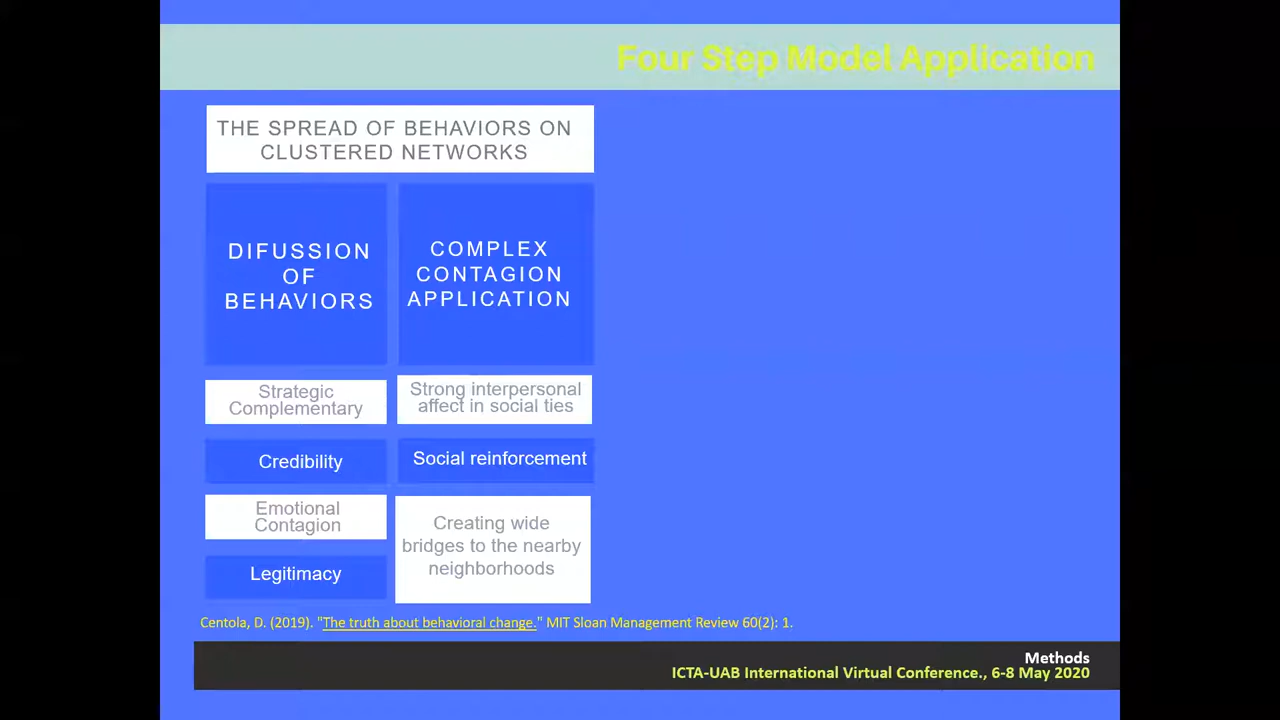 Four Step Model Application
THE SPREAD OF BEHAVIORS ON
CLUSTERED NETWORKS
DIFUSSION
OF
BEHAVIORS
COMPLEX
CONTAGION
APPLICATION
Strategic
Complementary
Strong interpersonal
affect in social ties
Credibility
Social reinforcement
Emotional
Contagion
Creating wide
bridges to the nearby
neighborhoods
Legitimacy
Centola, D. (2019). "The truth about behavioral change." MIT Sloan Management Review 60(2): 1.
Methods
ICTA-UAB International Virtual Conference., 6-8 May 2020